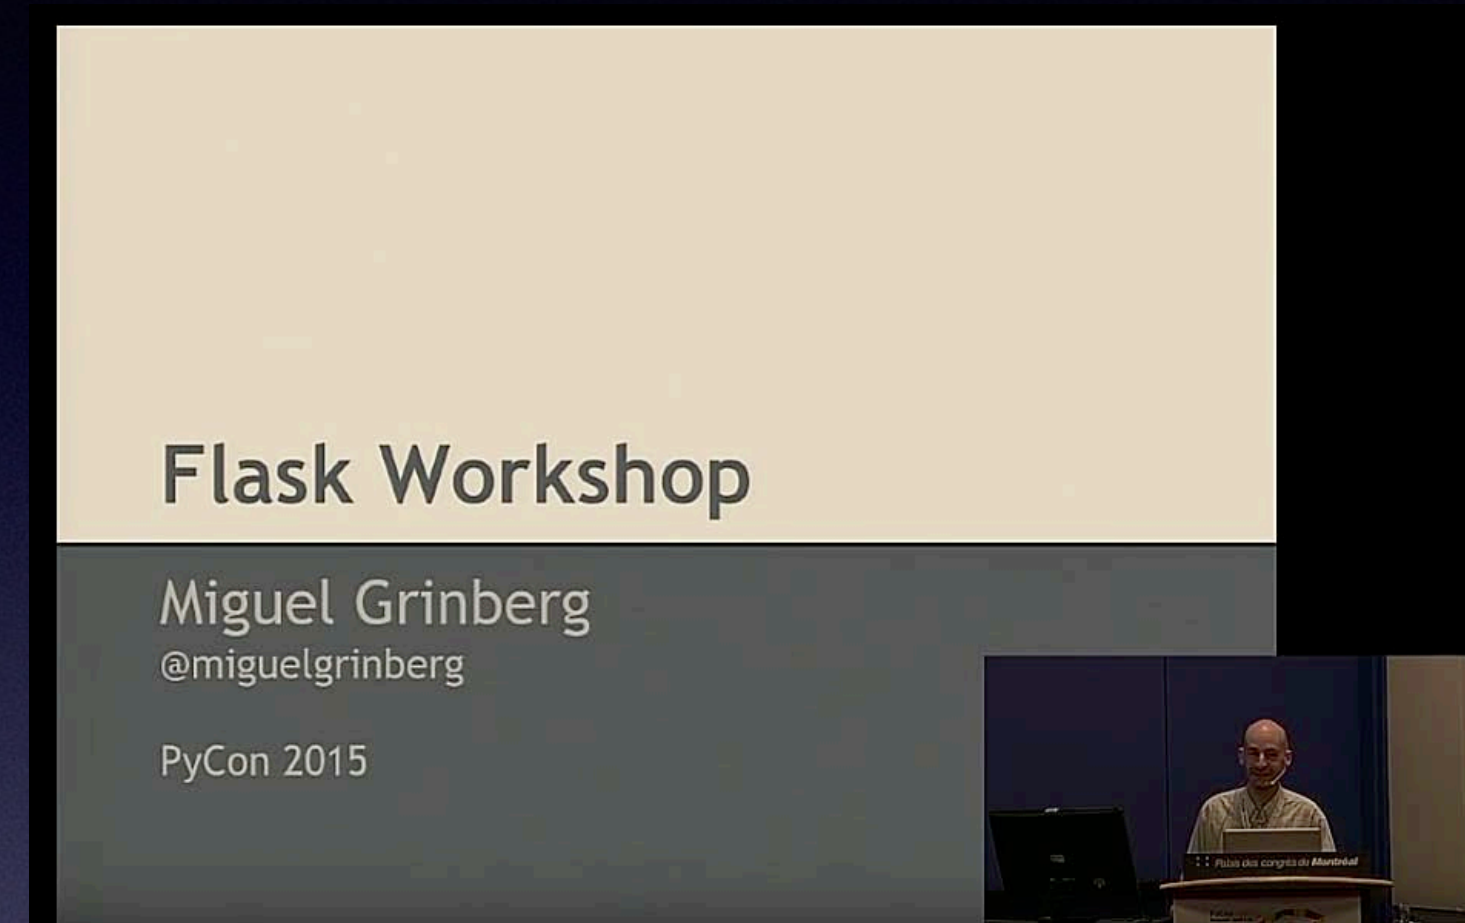 Flask Workshop
Miguel Grinberg
@miguelgrinberg
PyCon 2015
Palais des congrès de Montréal